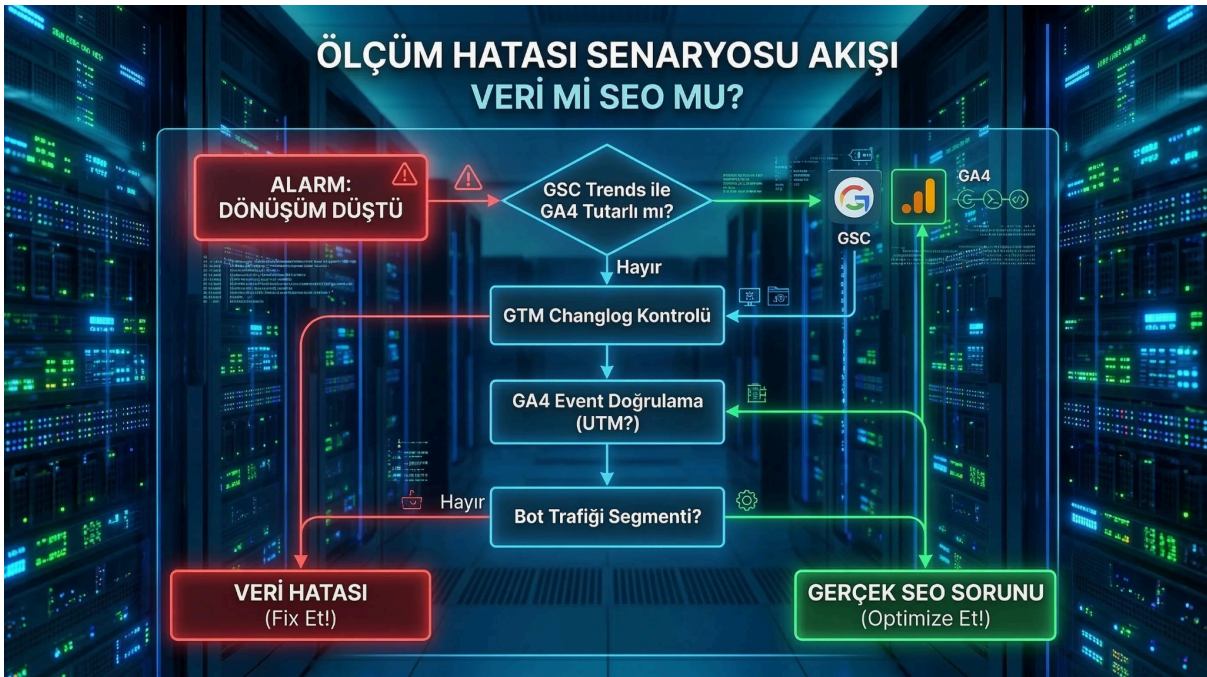 ÖLÇÜM HATASI SENARYOSU AKIŞI
VERİ Mİ SEO MU?
ALARM:
DÖNÜŞÜM DÜŞTÜ
GSC Trends ile
GA4 Tutarlı mı?
GSC
GA4
Hayır
GTM Changlog Kontrolü
GA4 Event Doğrulama
(UTM?)
Hayır
Bot Trafiği Segmenti?
VERİ HATASI
(Fix Et!)
GERÇEK SEO SORUNU
(Optimize Et!)